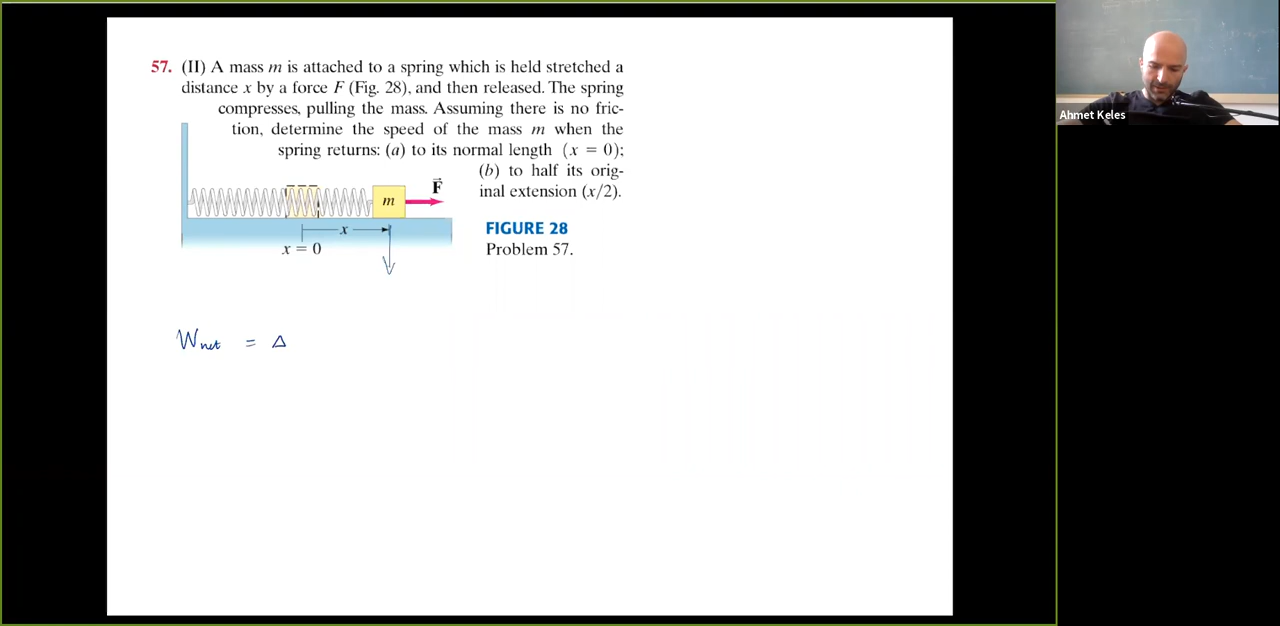 57. (II) A mass m is attached to a spring which is held stretched a
distance x by a force F (Fig. 28), and then released. The spring
compresses, pulling the mass. Assuming there is no fric-
tion, determine the speed of the mass m when the
spring returns: (a) to its normal length (x = 0);
(b) to half its orig-
inal extension (x/2).
F
m
x
x = 0
FIGURE 28
Problem 57.
Wnet = Δ
Ahmet Keles